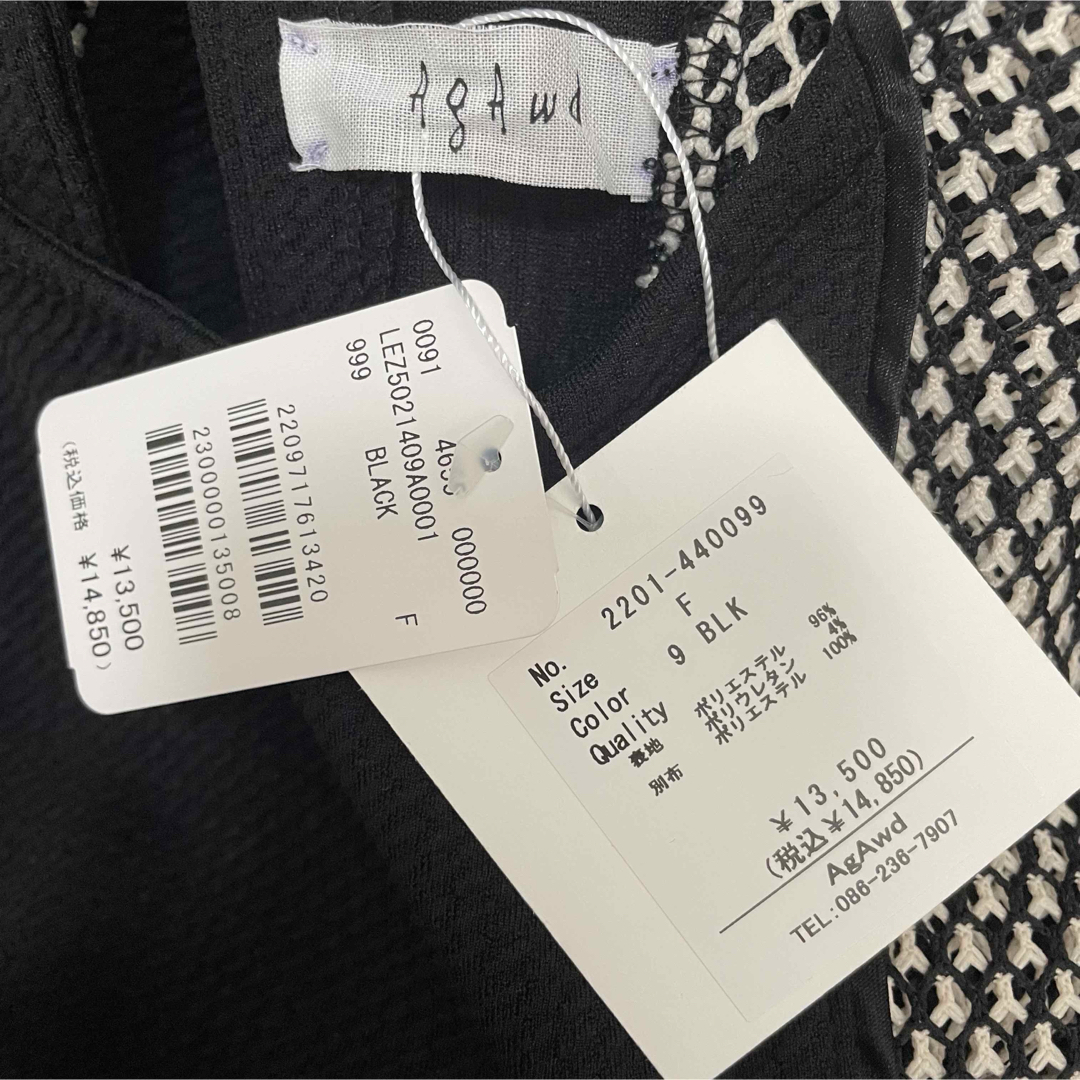 AgAwd
0091 000000
LEZ5021409A0001
999 BLACK F
2209717613420
2300000135008
¥13,500
(税込価格 ¥14,850)
No. 2201-440099
Size F
Color 9 BLK
Quality
表地 ポリエステル 96%
ポリウレタン 4%
別布 ポリエステル 100%
¥13,500
(税込¥14,850)
AgAwd
TEL:086-236-7907